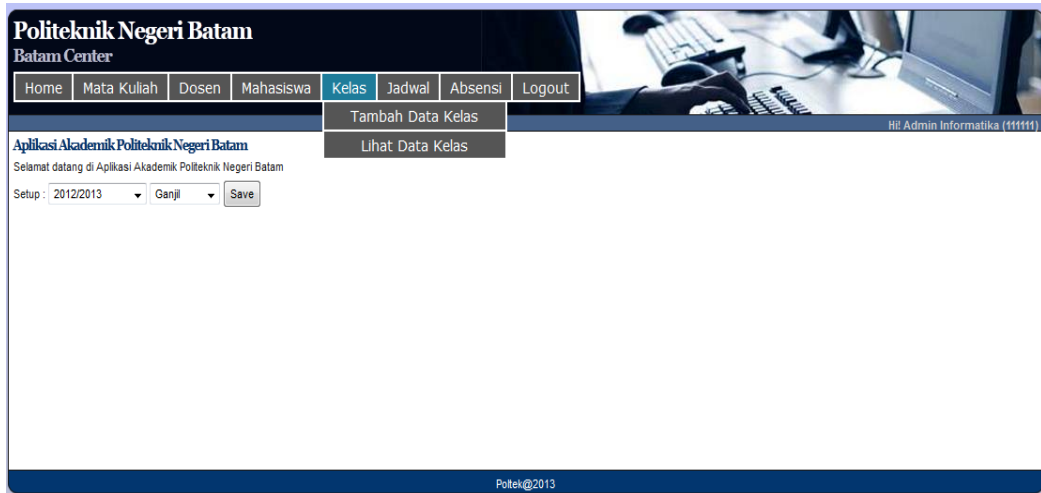 Politeknik Negeri Batam
Batam Center
Home Mata Kuliah Dosen Mahasiswa Kelas Jadwal Absensi Logout
Tambah Data Kelas
Lihat Data Kelas
Hi! Admin Informatika (111111)
Aplikasi Akademik Politeknik Negeri Batam
Selamat datang di Aplikasi Akademik Politeknik Negeri Batam
Setup : 2012/2013 Ganjil Save
Poltek@2013